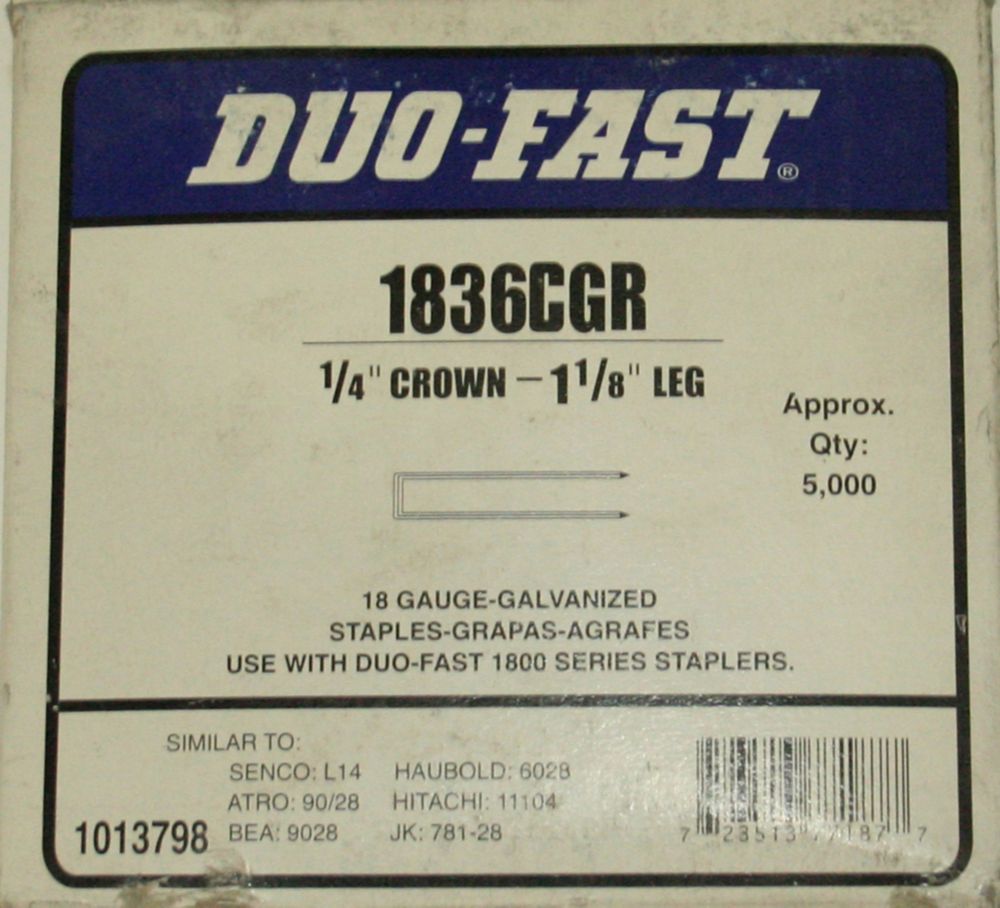 DUO-FAST®
1836CGR
1/4" CROWN – 1 1/8" LEG
Approx.
Qty:
5,000
18 GAUGE-GALVANIZED
STAPLES-GRAPAS-AGRAFES
USE WITH DUO-FAST 1800 SERIES STAPLERS.
SIMILAR TO:
SENCO: L14 HAUBOLD: 6028
ATRO: 90/28 HITACHI: 11104
BEA: 9028 JK: 781-28
1013798